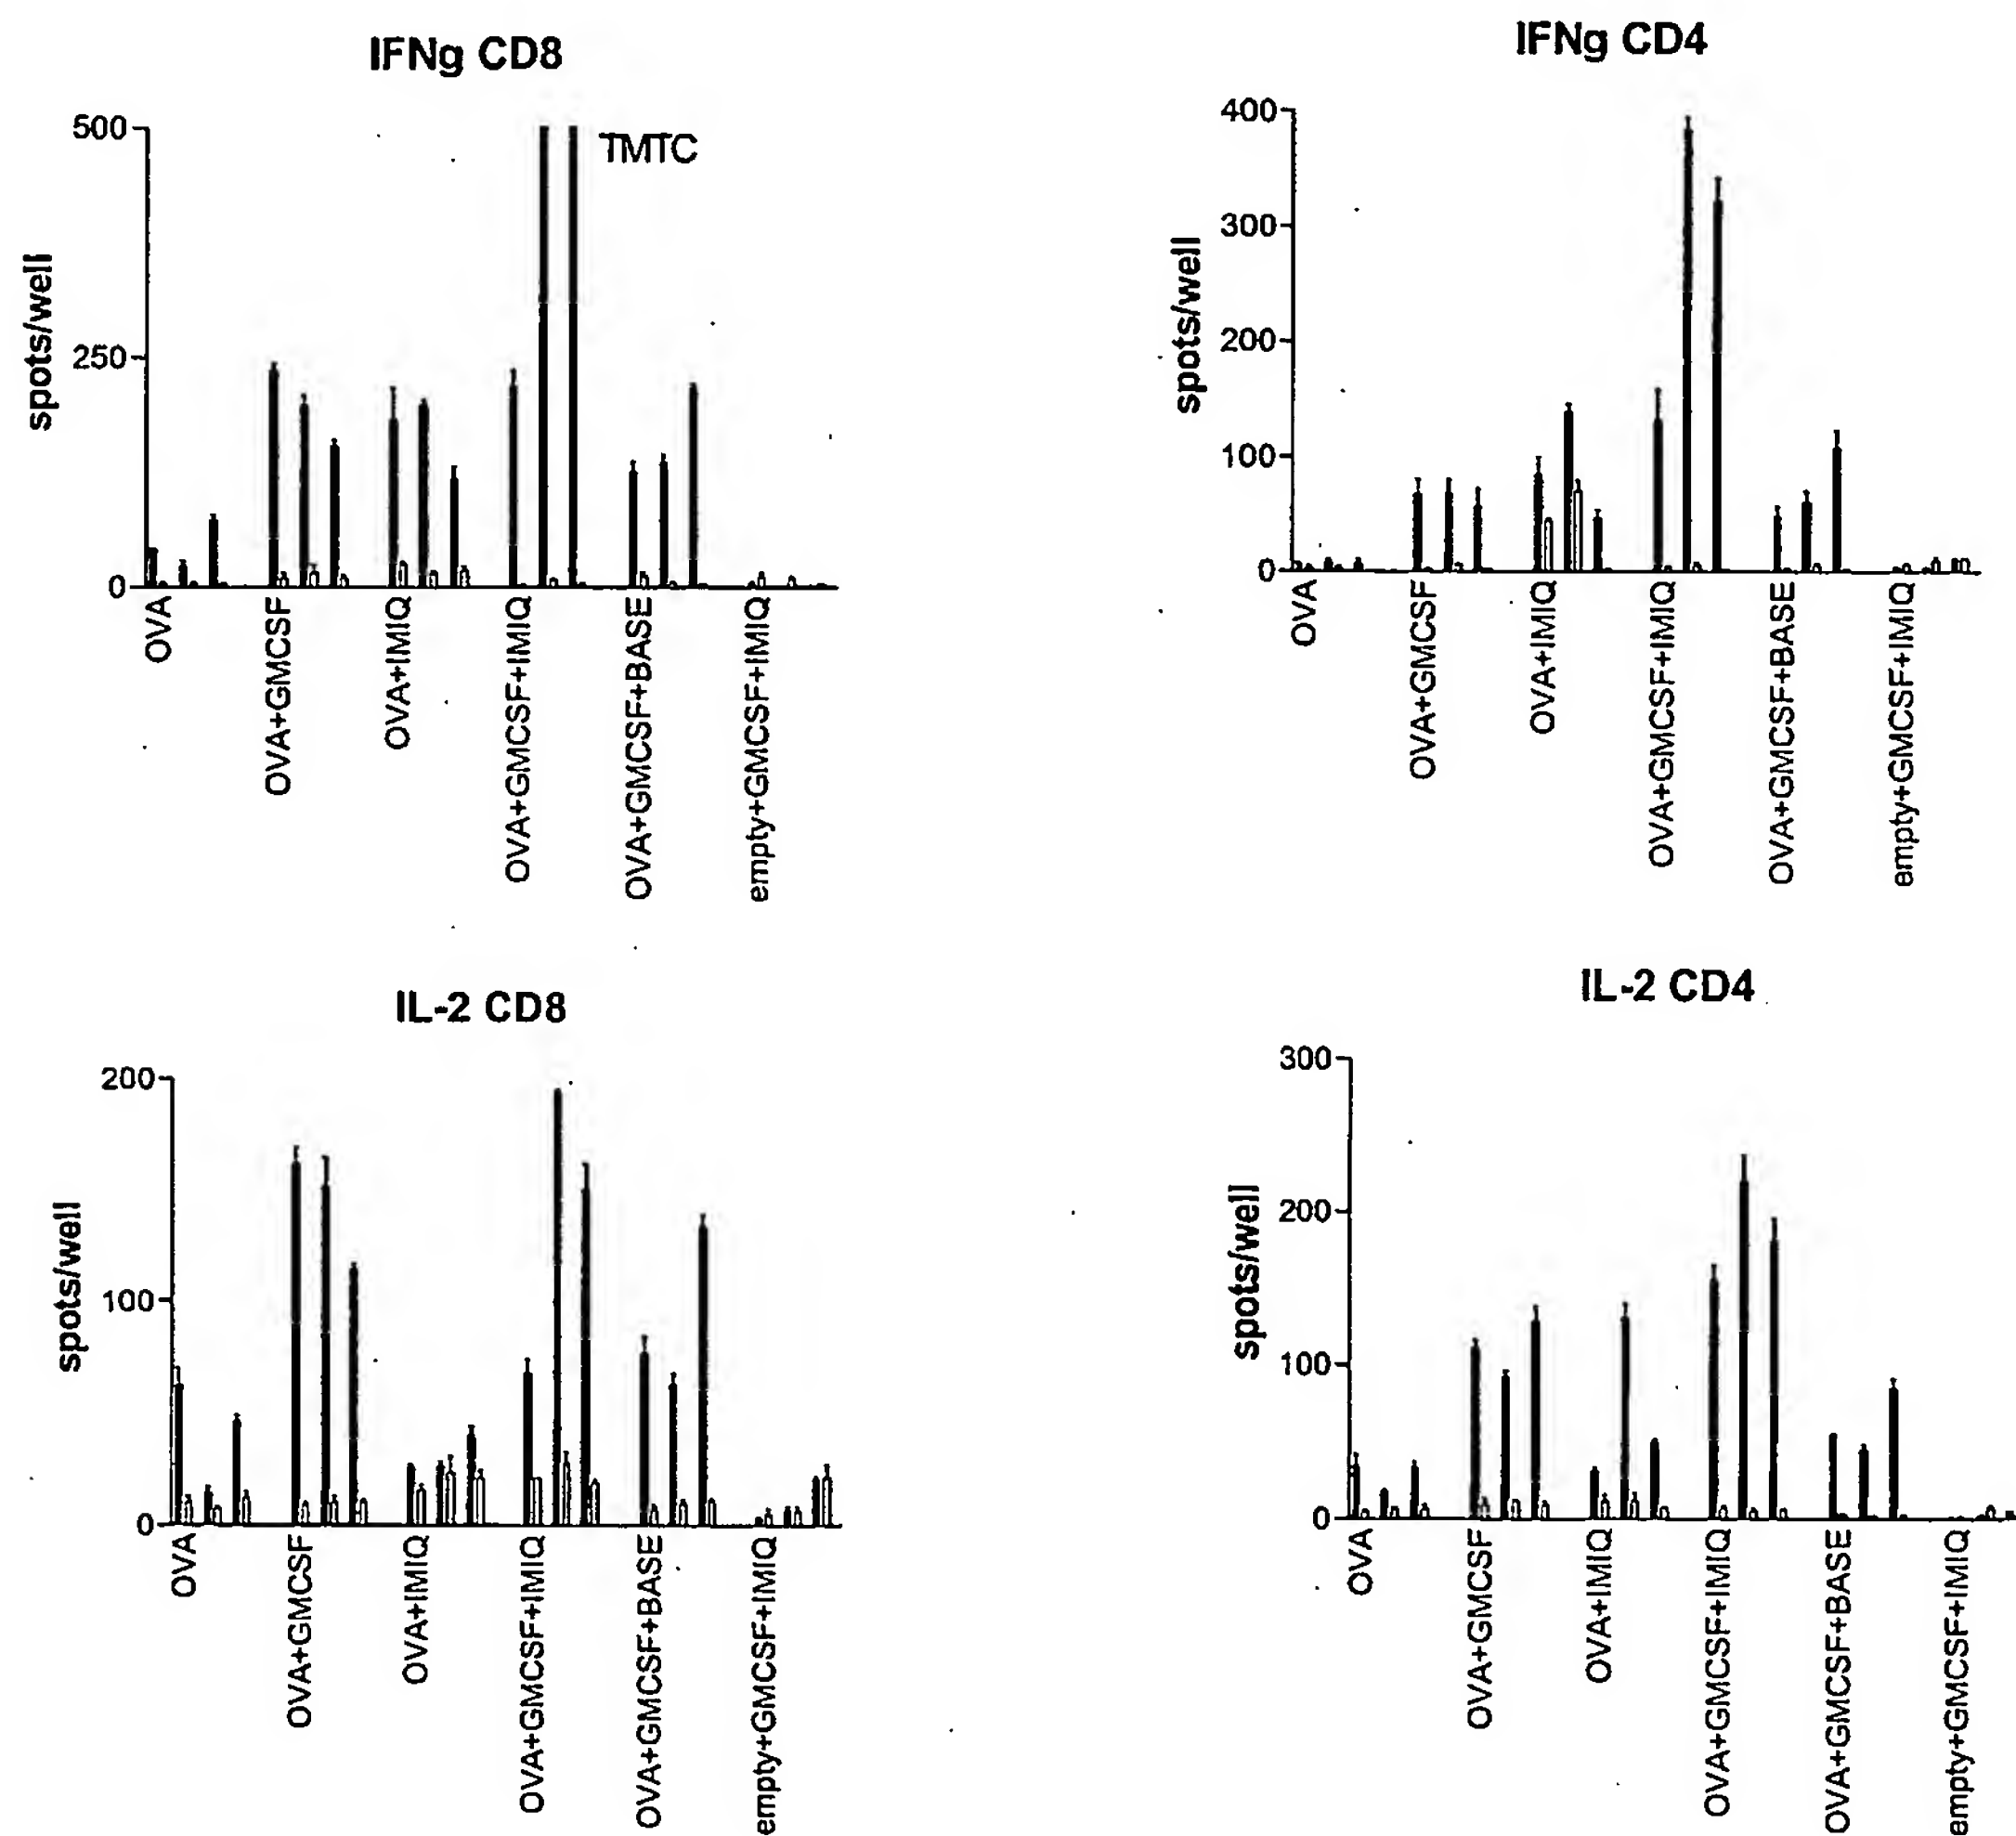 IFNg CD8
500
250
0
spots/well
TMTC
OVA
OVA+GMCSF
OVA+IMIQ
OVA+GMCSF+IMIQ
OVA+GMCSF+BASE
empty+GMCSF+IMIQ
IFNg CD4
400
300
200
100
0
spots/well
OVA
OVA+GMCSF
OVA+IMIQ
OVA+GMCSF+IMIQ
OVA+GMCSF+BASE
empty+GMCSF+IMIQ
IL-2 CD8
200
100
0
spots/well
OVA
OVA+GMCSF
OVA+IMIQ
OVA+GMCSF+IMIQ
OVA+GMCSF+BASE
empty+GMCSF+IMIQ
IL-2 CD4
300
200
100
0
spots/well
OVA
OVA+GMCSF
OVA+IMIQ
OVA+GMCSF+IMIQ
OVA+GMCSF+BASE
empty+GMCSF+IMIQ